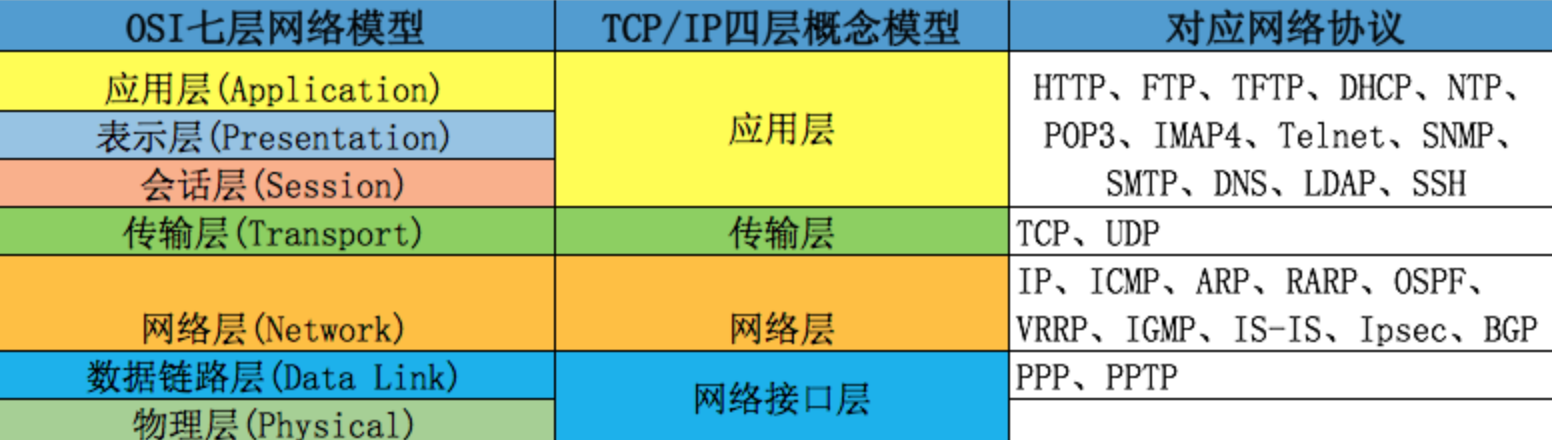 OSI七层网络模型 TCP/IP四层概念模型 对应网络协议
应用层(Application)
表示层(Presentation)
会话层(Session)
应用层
HTTP、FTP、TFTP、DHCP、NTP、
POP3、IMAP4、Telnet、SNMP、
SMTP、DNS、LDAP、SSH
传输层(Transport) 传输层 TCP、UDP
网络层(Network) 网络层
IP、ICMP、ARP、RARP、OSPF、
VRRP、IGMP、IS-IS、Ipsec、BGP
数据链路层(Data Link)
物理层(Physical)
网络接口层
PPP、PPTP